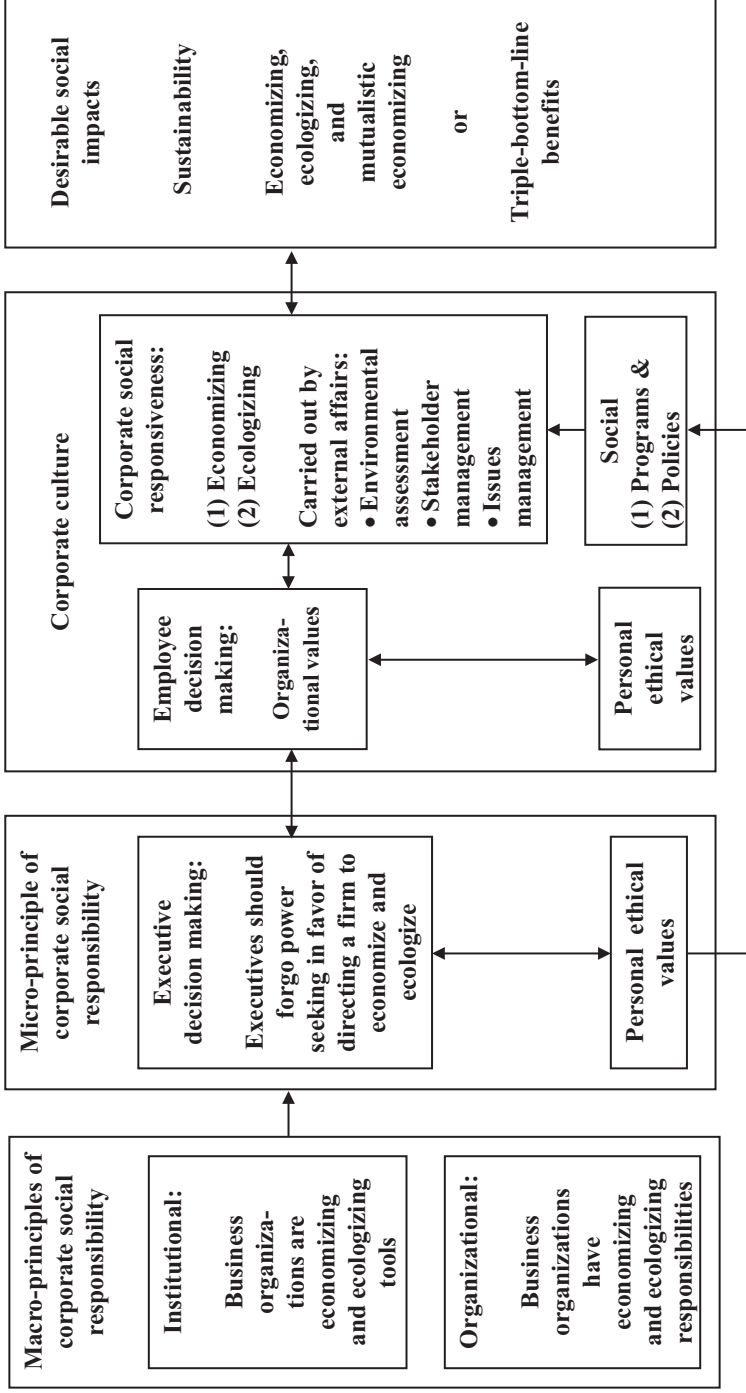 Macro-principles of
corporate social
responsibility
Institutional:
Business
organiza-
tions are
economizing
and ecologizing
tools
Organizational:
Business
organizations
have
economizing
and ecologizing
responsibilities
Micro-principle of
corporate social
responsibility
Executive
decision making:
Executives should
forgo power
seeking in favor of
directing a firm to
economize and
ecologize
Personal ethical
values
Corporate culture
Employee
decision
making:
Organiza-
tional values
Personal
ethical
values
Corporate social
responsiveness:
(1) Economizing
(2) Ecologizing
Carried out by
external affairs:
• Environmental
assessment
• Stakeholder
management
• Issues
management
Social
(1) Programs &
(2) Policies
Desirable social
impacts
Sustainability
Economizing,
ecologizing,
and
mutualistic
economizing
or
Triple-bottom-line
benefits